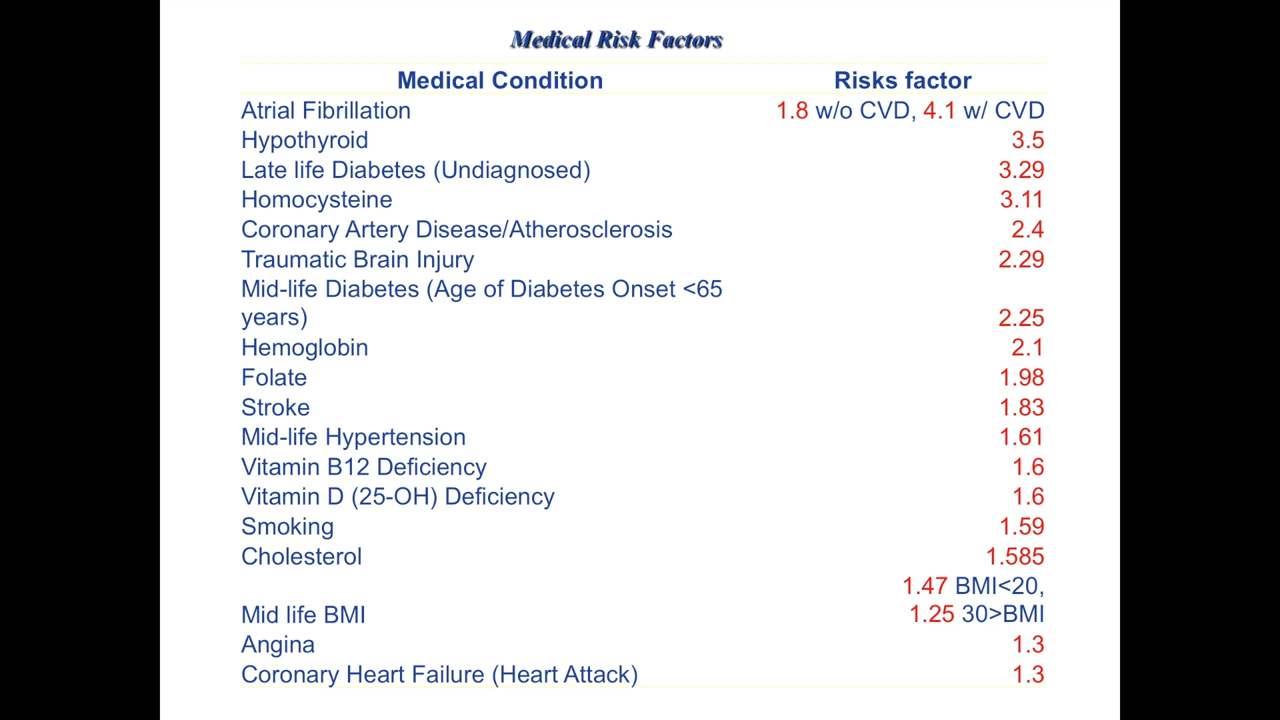 Medical Risk Factors
Medical Condition Risks factor
Atrial Fibrillation 1.8 w/o CVD, 4.1 w/ CVD
Hypothyroid 3.5
Late life Diabetes (Undiagnosed) 3.29
Homocysteine 3.11
Coronary Artery Disease/Atherosclerosis 2.4
Traumatic Brain Injury 2.29
Mid-life Diabetes (Age of Diabetes Onset <65
years) 2.25
Hemoglobin 2.1
Folate 1.98
Stroke 1.83
Mid-life Hypertension 1.61
Vitamin B12 Deficiency 1.6
Vitamin D (25-OH) Deficiency 1.6
Smoking 1.59
Cholesterol 1.585
1.47 BMI<20,
Mid life BMI 1.25 30>BMI
Angina 1.3
Coronary Heart Failure (Heart Attack) 1.3